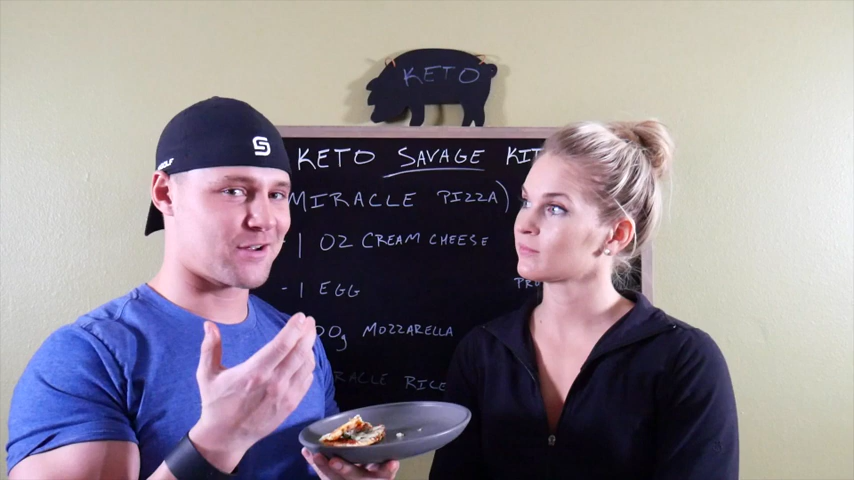 KETO
KETO SAVAGE KIT
MIRACLE PIZZA)
- 1 OZ CREAM CHEESE
- 1 EGG
00g MOZZARELLA
RACLE RICE